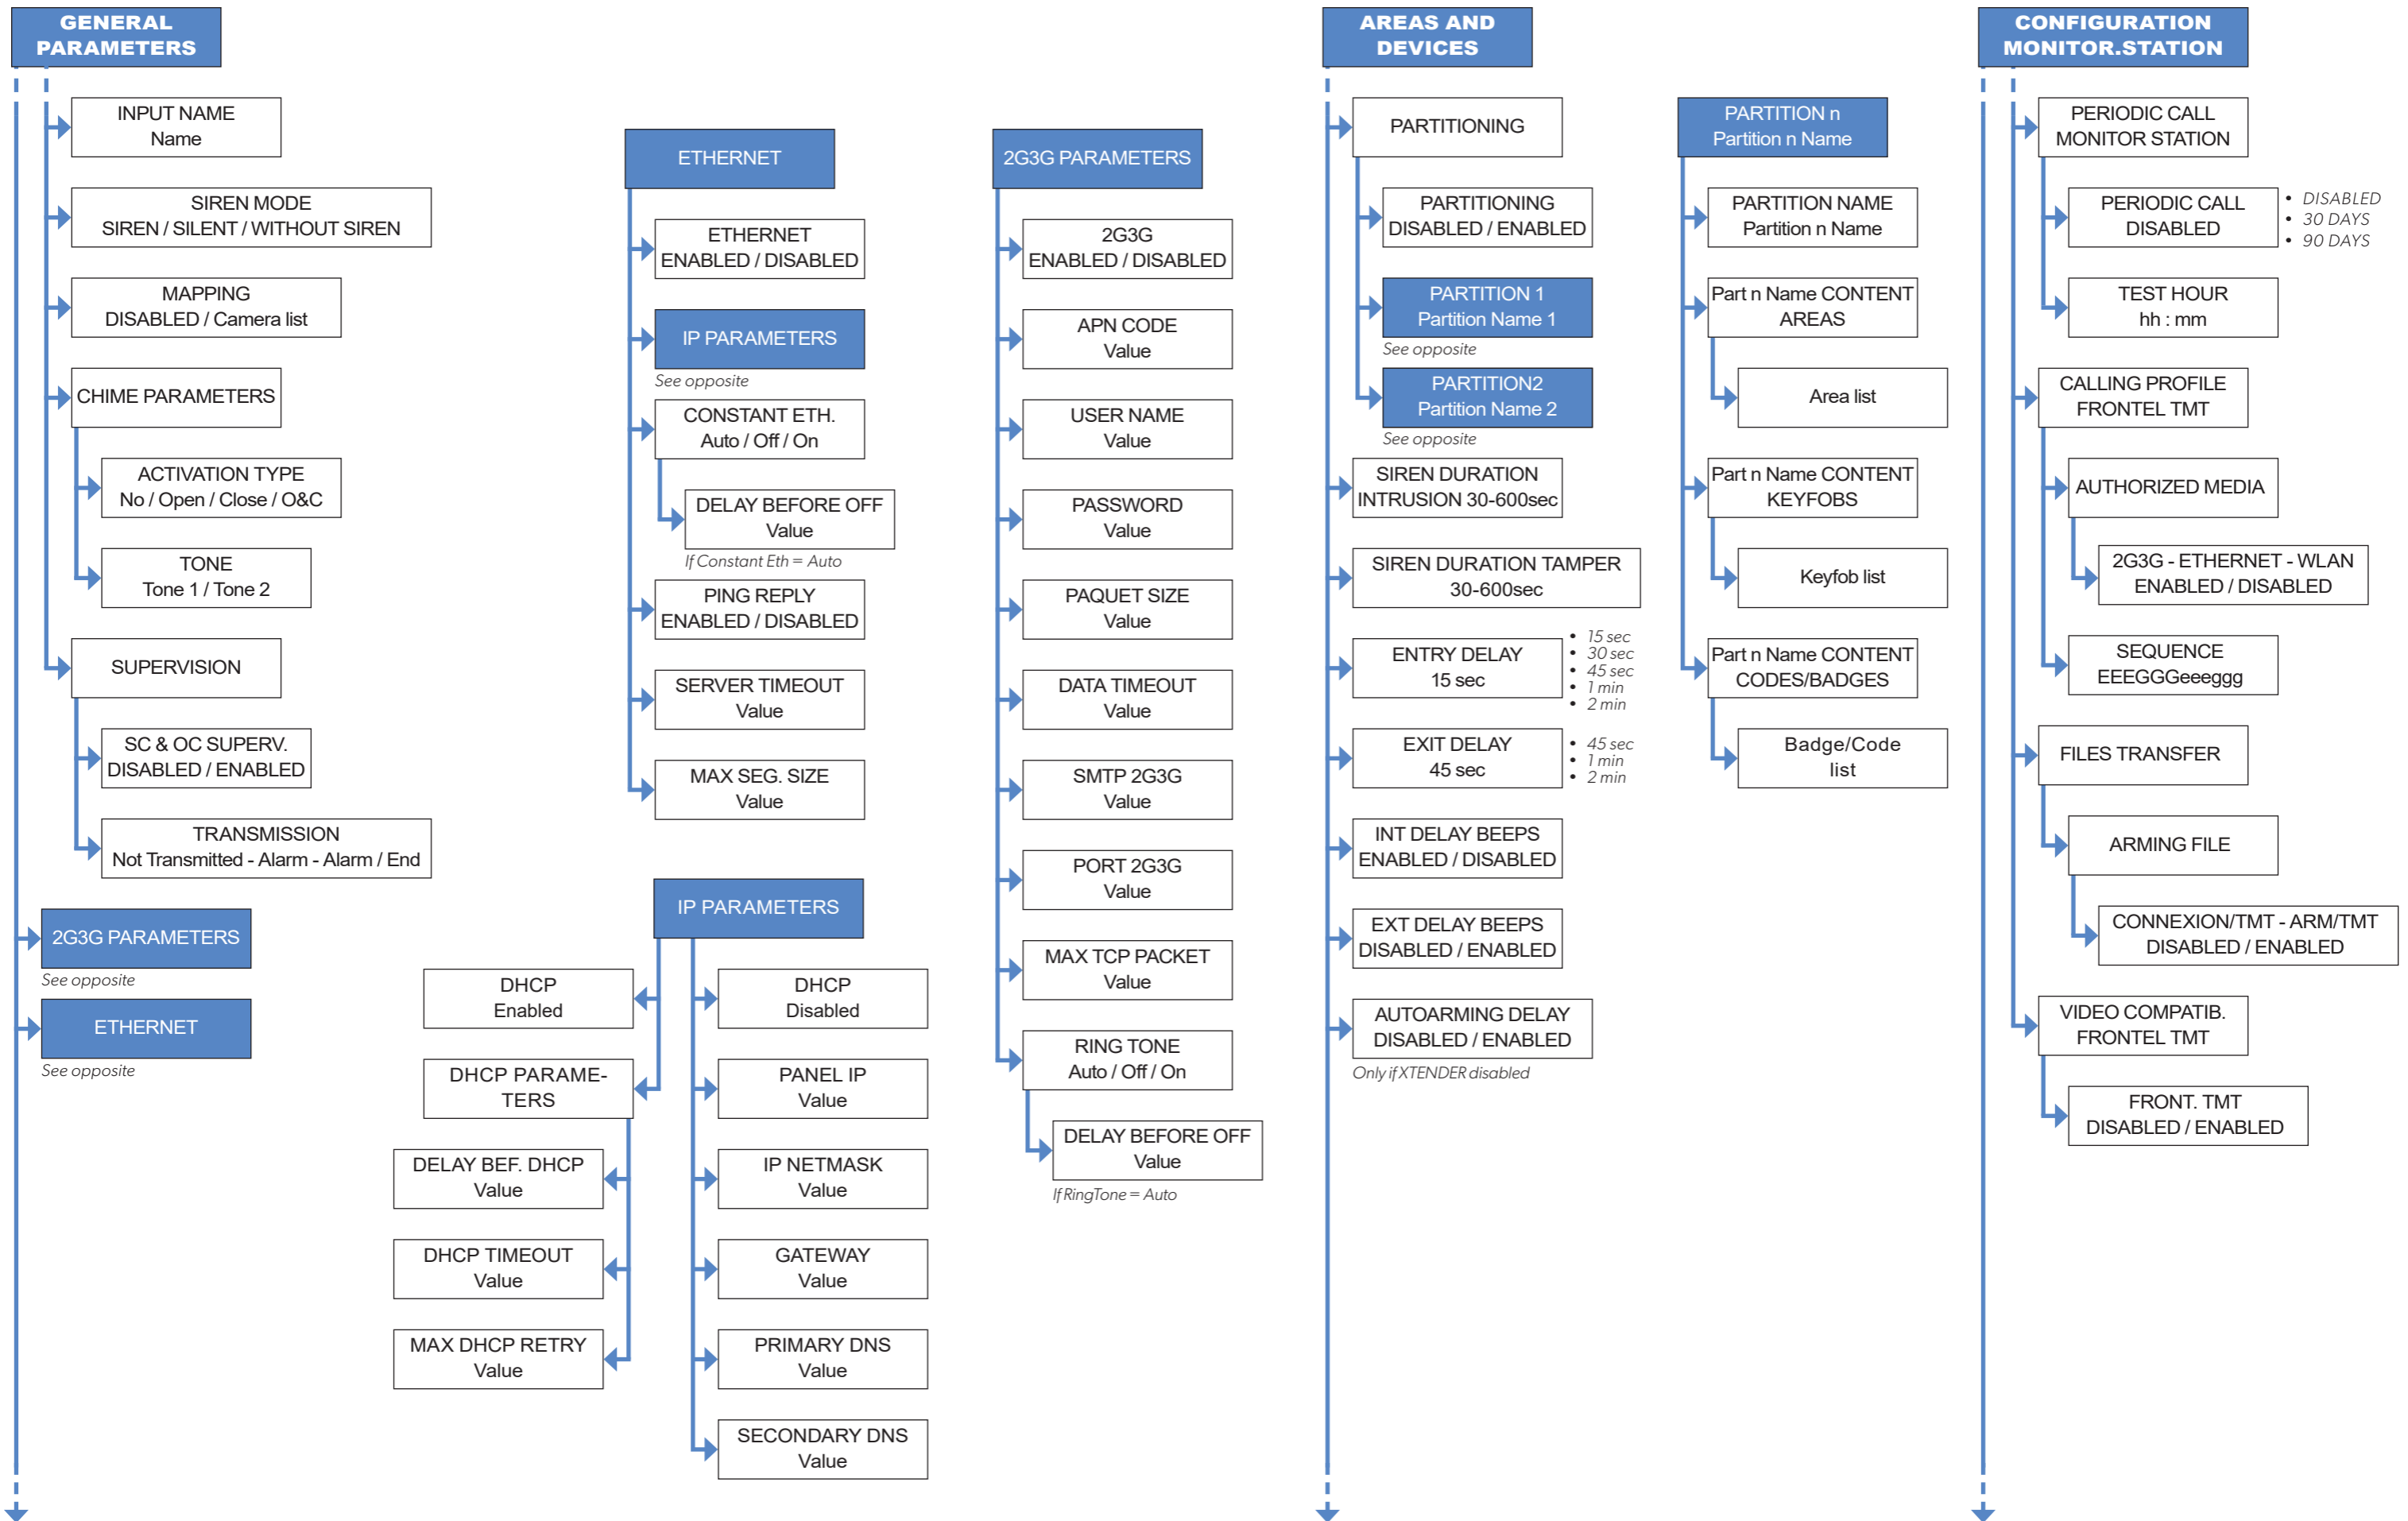 GENERAL
PARAMETERS
INPUT NAME
Name
SIREN MODE
SIREN / SILENT / WITHOUT SIREN
MAPPING
DISABLED / Camera list
CHIME PARAMETERS
ACTIVATION TYPE
No / Open / Close / O&C
TONE
Tone 1 / Tone 2
SUPERVISION
SC & OC SUPERV.
DISABLED / ENABLED
TRANSMISSION
Not Transmitted - Alarm - Alarm / End
2G3G PARAMETERS
See opposite
ETHERNET
See opposite
ETHERNET
ETHERNET
ENABLED / DISABLED
IP PARAMETERS
See opposite
CONSTANT ETH.
Auto / Off / On
DELAY BEFORE OFF
Value
If Constant Eth = Auto
PING REPLY
ENABLED / DISABLED
SERVER TIMEOUT
Value
MAX SEG. SIZE
Value
IP PARAMETERS
DHCP
Enabled
DHCP PARAME-
TERS
DELAY BEF. DHCP
Value
DHCP TIMEOUT
Value
MAX DHCP RETRY
Value
DHCP
Disabled
PANEL IP
Value
IP NETMASK
Value
GATEWAY
Value
PRIMARY DNS
Value
SECONDARY DNS
Value
2G3G PARAMETERS
2G3G
ENABLED / DISABLED
APN CODE
Value
USER NAME
Value
PASSWORD
Value
PAQUET SIZE
Value
DATA TIMEOUT
Value
SMTP 2G3G
Value
PORT 2G3G
Value
MAX TCP PACKET
Value
RING TONE
Auto / Off / On
DELAY BEFORE OFF
Value
If RingTone = Auto
AREAS AND
DEVICES
PARTITIONING
PARTITIONING
DISABLED / ENABLED
PARTITION 1
Partition Name 1
See opposite
PARTITION2
Partition Name 2
See opposite
SIREN DURATION
INTRUSION 30-600sec
SIREN DURATION TAMPER
30-600sec
ENTRY DELAY
15 sec
• 15 sec
• 30 sec
• 45 sec
• 1 min
• 2 min
EXIT DELAY
45 sec
• 45 sec
• 1 min
• 2 min
INT DELAY BEEPS
ENABLED / DISABLED
EXT DELAY BEEPS
DISABLED / ENABLED
AUTOARMING DELAY
DISABLED / ENABLED
Only if XTENDER disabled
PARTITION n
Partition n Name
PARTITION NAME
Partition n Name
Part n Name CONTENT
AREAS
Area list
Part n Name CONTENT
KEYFOBS
Keyfob list
Part n Name CONTENT
CODES/BADGES
Badge/Code
list
CONFIGURATION
MONITOR.STATION
PERIODIC CALL
MONITOR STATION
PERIODIC CALL
DISABLED
• DISABLED
• 30 DAYS
• 90 DAYS
TEST HOUR
hh : mm
CALLING PROFILE
FRONTEL TMT
AUTHORIZED MEDIA
2G3G - ETHERNET - WLAN
ENABLED / DISABLED
SEQUENCE
EEEGGGeeeggg
FILES TRANSFER
ARMING FILE
CONNEXION/TMT - ARM/TMT
DISABLED / ENABLED
VIDEO COMPATIB.
FRONTEL TMT
FRONT. TMT
DISABLED / ENABLED